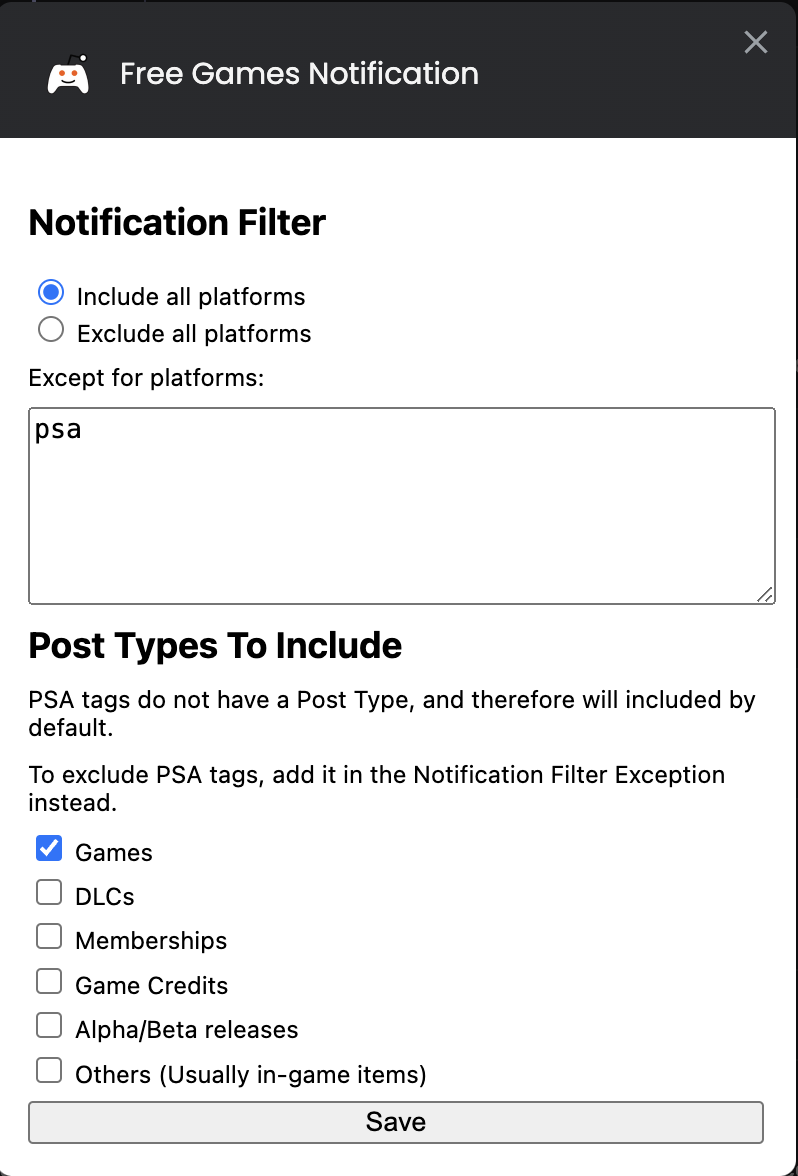 Free Games Notification
Notification Filter
Include all platforms
Exclude all platforms
Except for platforms:
psa
Post Types To Include
PSA tags do not have a Post Type, and therefore will included by
default.
To exclude PSA tags, add it in the Notification Filter Exception
instead.
Games
DLCs
Memberships
Game Credits
Alpha/Beta releases
Others (Usually in-game items)
Save